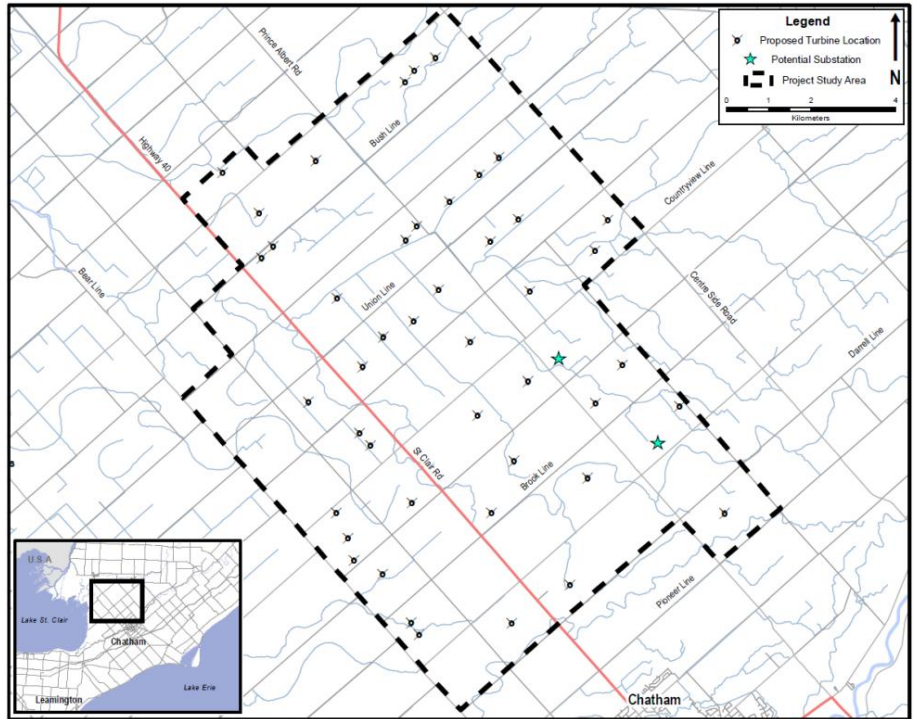 Legend
Proposed Turbine Location
Potential Substation
Project Study Area
N
0 1 2 4
Kilometers
Prince Albert Rd
Bush Line
Highway 40
Countryview Line
Bear Line
Union Line
Centre Side Road
Darrell Line
St Clair Rd
Brook Line
Pioneer Line
Chatham
U.S.A
Lake St. Clair
Chatham
Lake Erie
Leamington